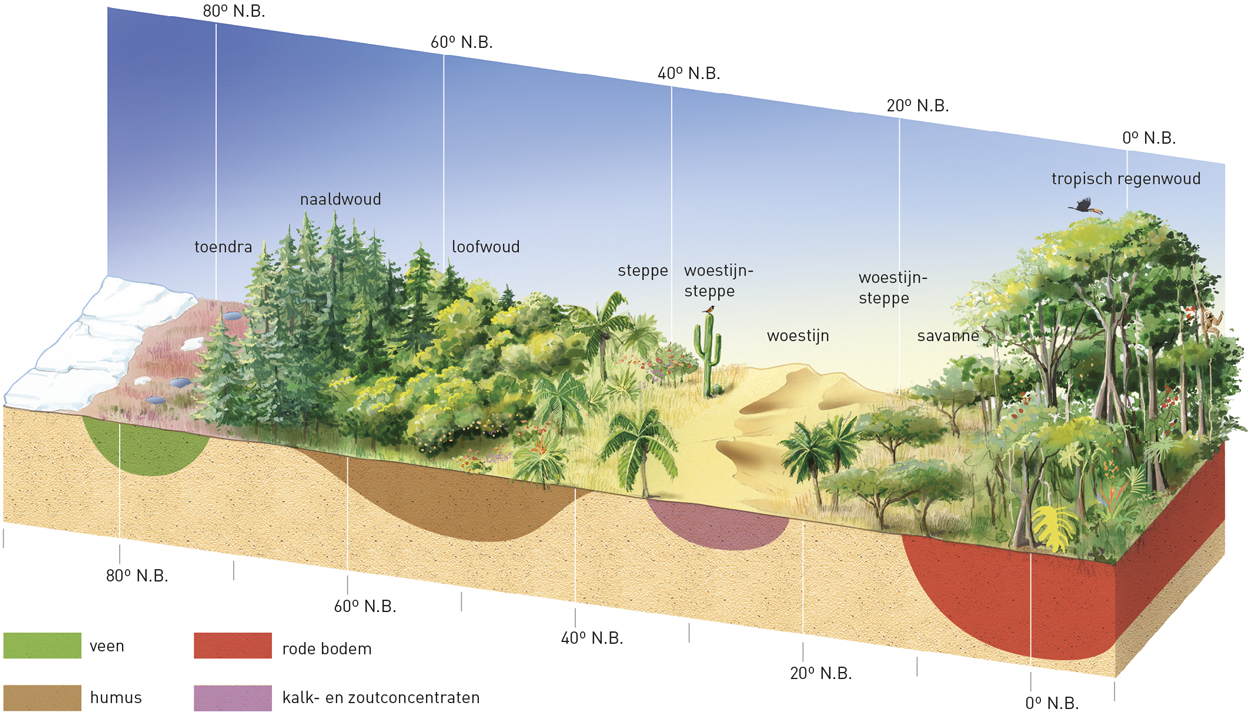 80º N.B.
60º N.B.
40º N.B.
20º N.B.
0º N.B.
tropisch regenwoud
naaldwoud
toendra
loofwoud
steppe
woestijn-
steppe
woestijn-
steppe
woestijn
savanne
80º N.B.
60º N.B.
40º N.B.
20º N.B.
0º N.B.
veen
rode bodem
humus
kalk- en zoutconcentraten